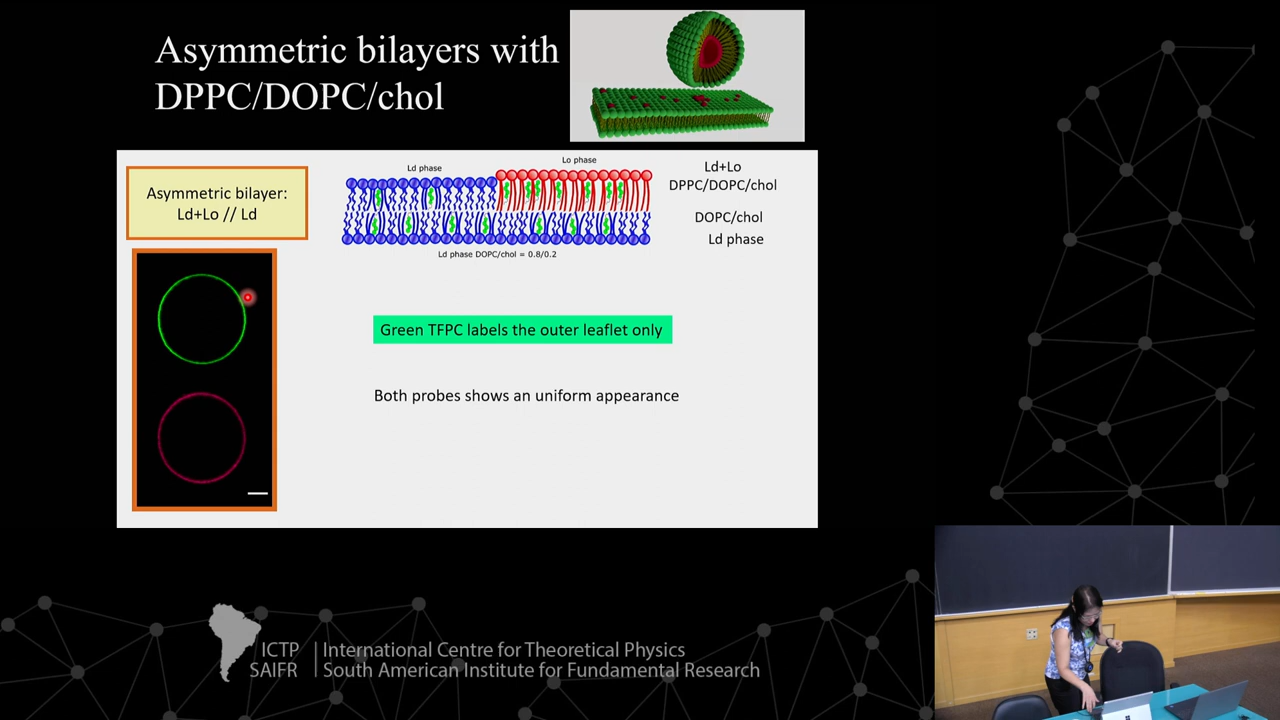 Asymmetric bilayers with
DPPC/DOPC/chol
Asymmetric bilayer:
Ld+Lo // Ld
Ld phase
Lo phase
Ld phase DOPC/chol = 0.8/0.2
Ld+Lo
DPPC/DOPC/chol
DOPC/chol
Ld phase
Green TFPC labels the outer leaflet only
Both probes shows an uniform appearance
ICTP
SAIFR
International Centre for Theoretical Physics
South American Institute for Fundamental Research